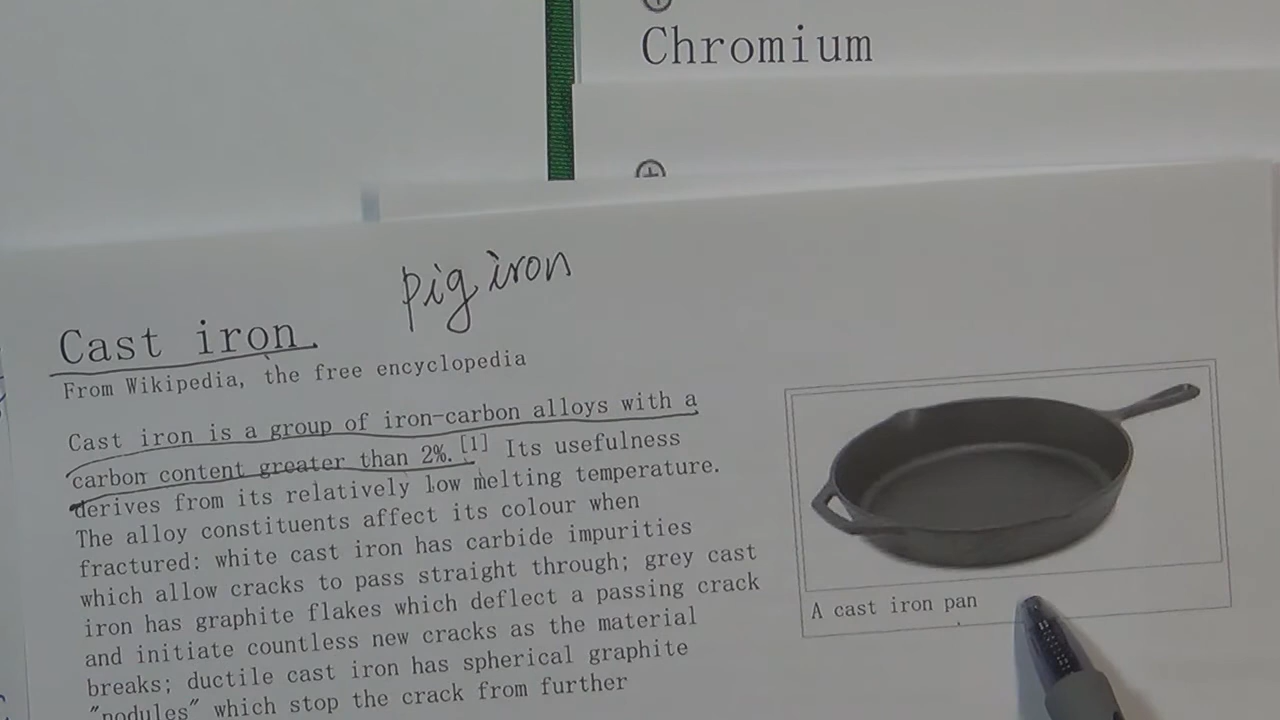 Chromium
pig iron
Cast iron
From Wikipedia, the free encyclopedia
Cast iron is a group of iron-carbon alloys with a
carbon content greater than 2%.[1] Its usefulness
derives from its relatively low melting temperature.
The alloy constituents affect its colour when
fractured: white cast iron has carbide impurities
which allow cracks to pass straight through; grey cast
iron has graphite flakes which deflect a passing crack
and initiate countless new cracks as the material
breaks; ductile cast iron has spherical graphite
"nodules" which stop the crack from further
A cast iron pan